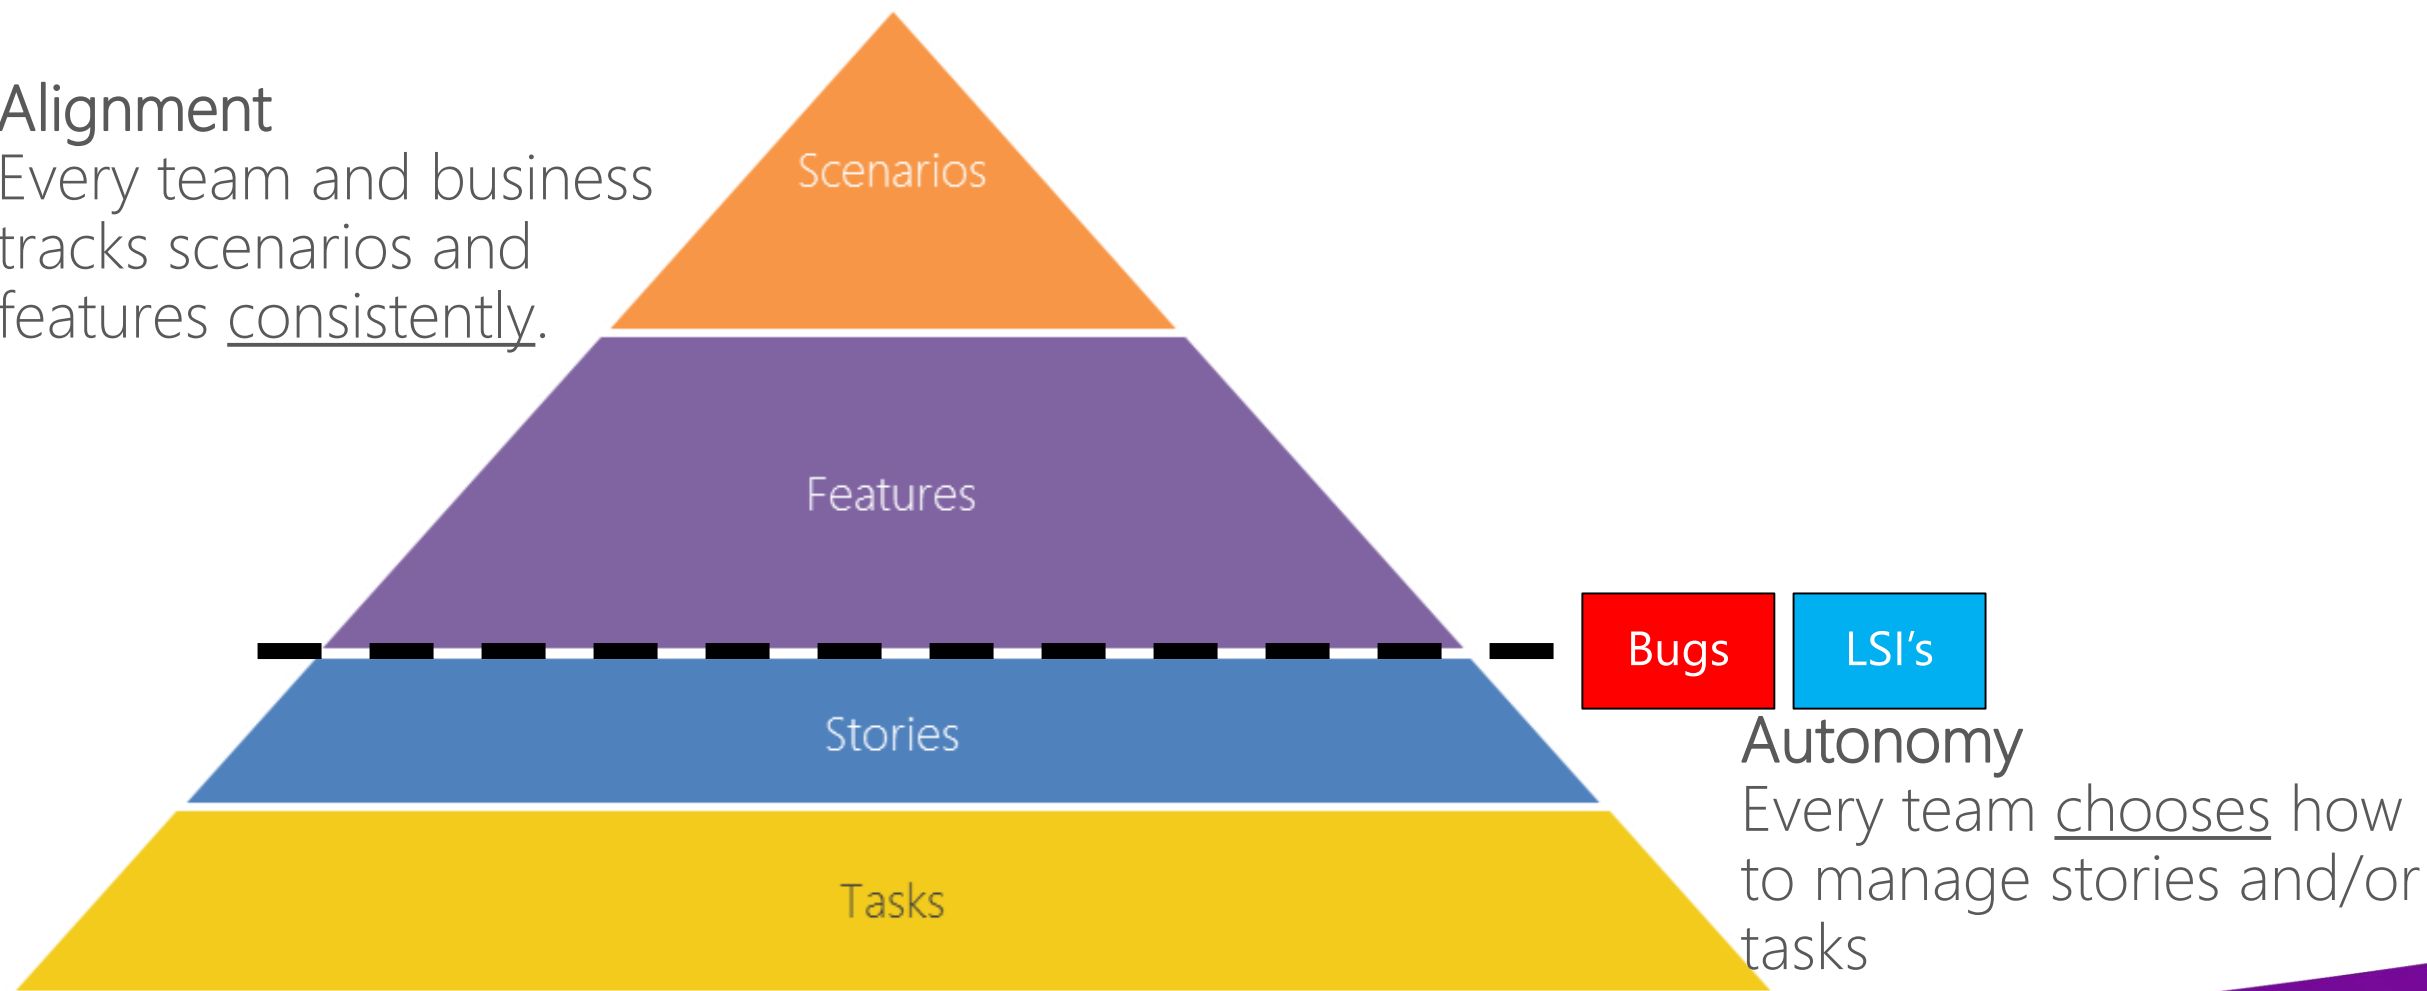 Alignment
Every team and business
tracks scenarios and
features consistently.
Scenarios
Features
Bugs
LSI's
Stories
Autonomy
Every team chooses how
to manage stories and/or
tasks
Tasks